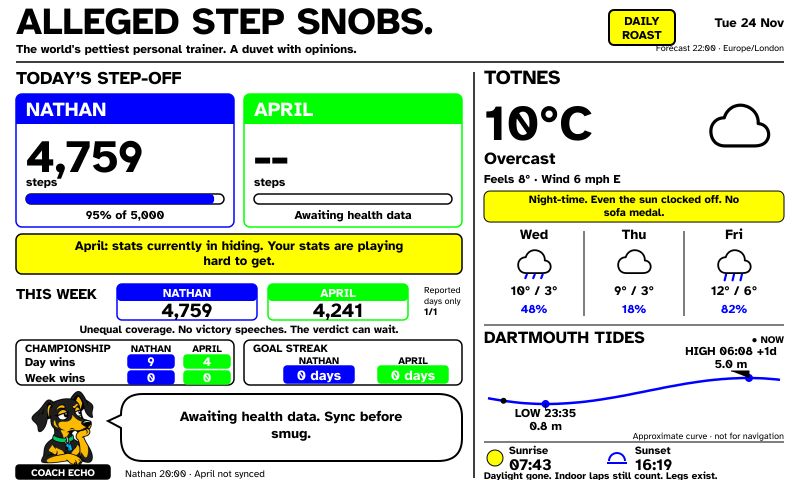 ALLEGED STEP SNOBS.
The world's pettiest personal trainer. A duvet with opinions.
DAILY
ROAST
Tue 24 Nov
Forecast 22:00 · Europe/London
TODAY'S STEP-OFF
NATHAN
4,759
steps
95% of 5,000
APRIL
--
steps
Awaiting health data
April: stats currently in hiding. Your stats are playing
hard to get.
THIS WEEK
NATHAN
4,759
APRIL
4,241
Reported
days only
1/1
Unequal coverage. No victory speeches. The verdict can wait.
CHAMPIONSHIP NATHAN APRIL
Day wins 9 4
Week wins 0 0
GOAL STREAK
NATHAN APRIL
0 days 0 days
Awaiting health data. Sync before
smug.
COACH ECHO
Nathan 20:00 · April not synced
TOTNES
10°C
Overcast
Feels 8° · Wind 6 mph E
Night-time. Even the sun clocked off. No
sofa medal.
Wed Thu Fri
10° / 3° 9° / 3° 12° / 6°
48% 18% 82%
DARTMOUTH TIDES
• NOW
HIGH 06:08 +1d
5.0 m
LOW 23:35
0.8 m
Approximate curve · not for navigation
Sunrise
07:43
Sunset
16:19
Daylight gone. Indoor laps still count. Legs exist.